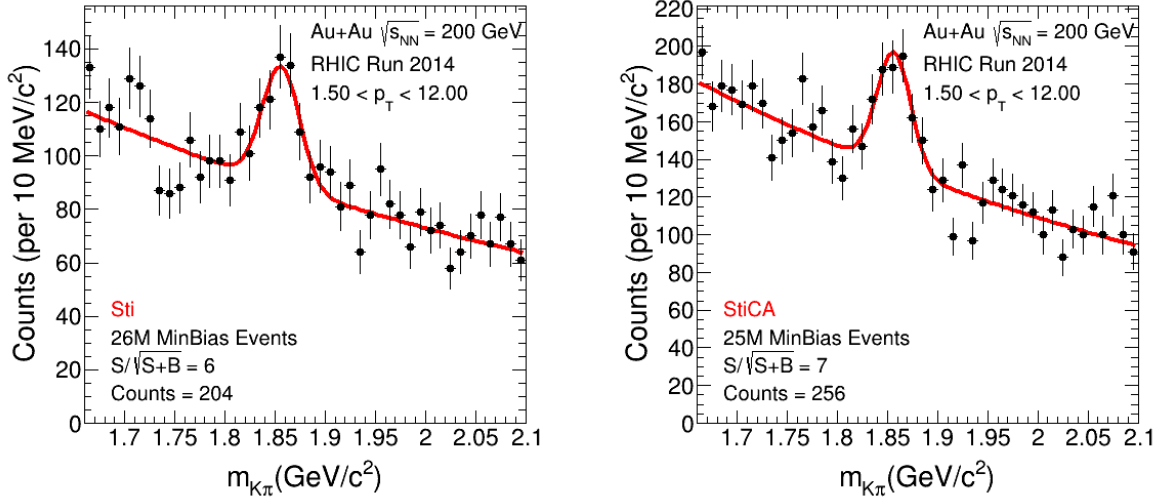 Au+Au √s_NN = 200 GeV
RHIC Run 2014
1.50 < p_T < 12.00
Counts (per 10 MeV/c²)
140
120
100
80
60
40
20
0
Sti
26M MinBias Events
S/√S+B = 6
Counts = 204
1.7 1.75 1.8 1.85 1.9 1.95 2 2.05 2.1
m_Kπ(GeV/c²)
Au+Au √s_NN = 200 GeV
RHIC Run 2014
1.50 < p_T < 12.00
Counts (per 10 MeV/c²)
220
200
180
160
140
120
100
80
60
40
20
0
StiCA
25M MinBias Events
S/√S+B = 7
Counts = 256
1.7 1.75 1.8 1.85 1.9 1.95 2 2.05 2.1
m_Kπ(GeV/c²)